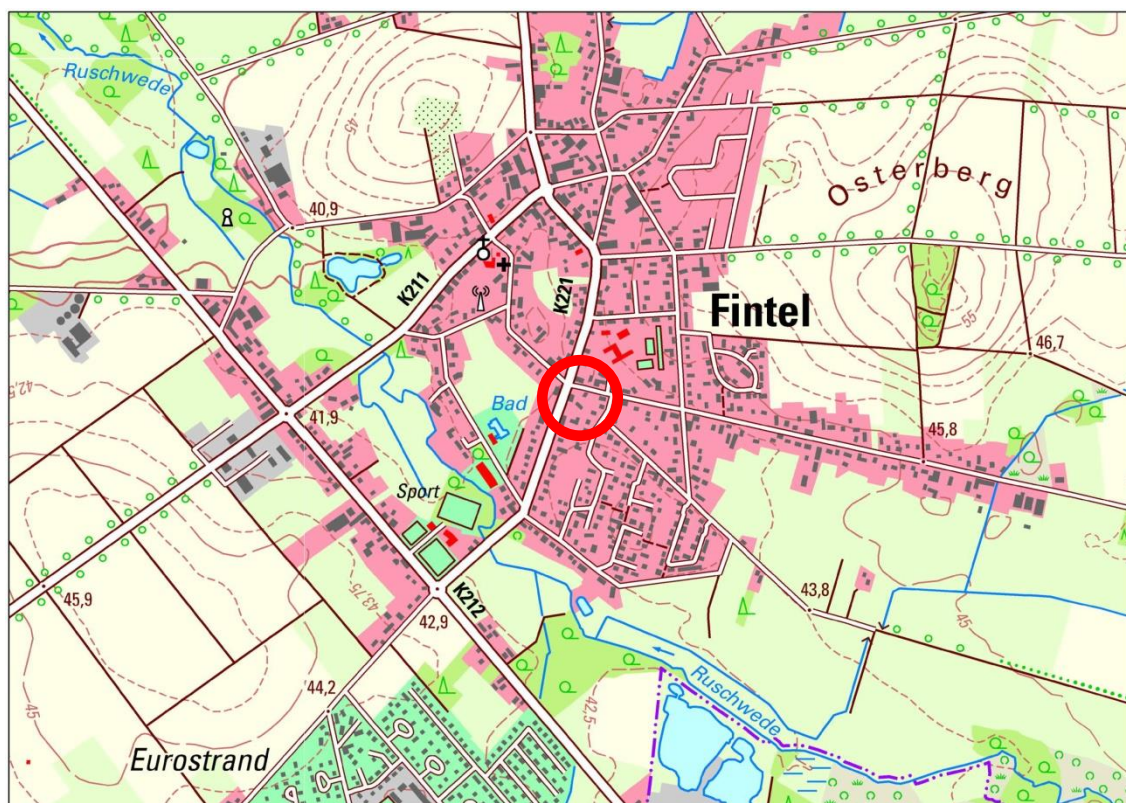 Ruschwede
45
Osterberg
40,9
K211
K221
Fintel
55
46,7
42,5
41,9
Bad
45,8
Sport
45,9
43,75
K212
43,8
42,9
45
44,2
45
Ruschwede
42,5
Eurostrand